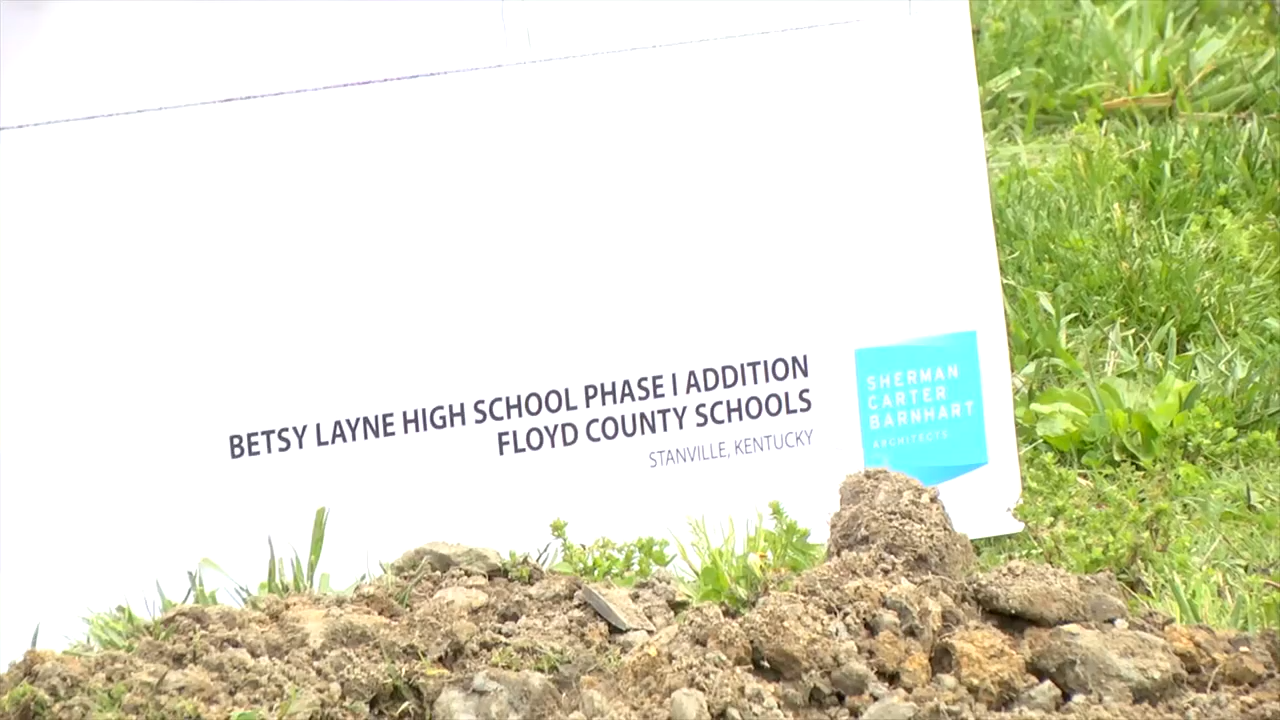 BETSY LAYNE HIGH SCHOOL PHASE I ADDITION
FLOYD COUNTY SCHOOLS
STANVILLE, KENTUCKY
SHERMAN
CARTER
BARNHART
ARCHITECTS